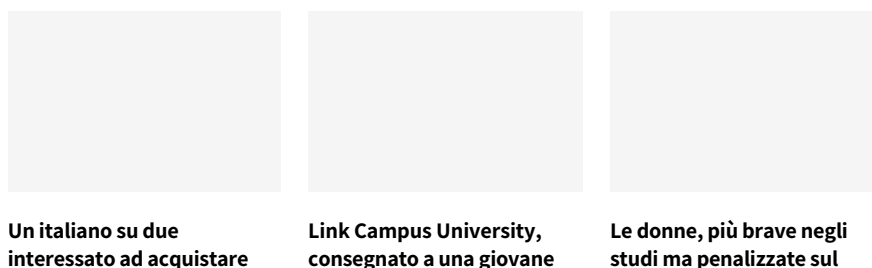 Un italiano su due
interessato ad acquistare
Link Campus University,
consegnato a una giovane
Le donne, più brave negli
studi ma penalizzate sul